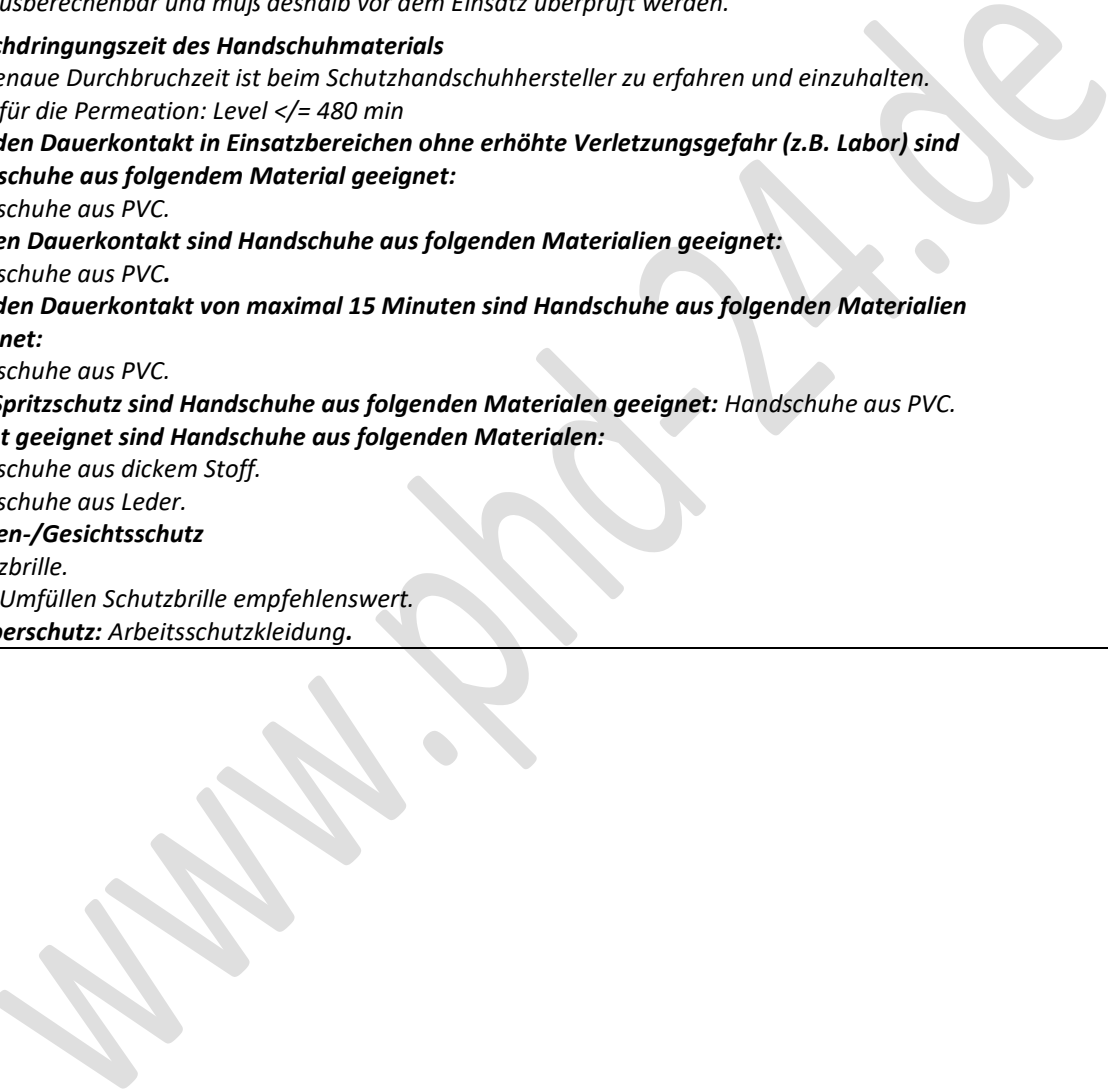 usberechenbar und muß deshalb vor dem Einsatz überprüft werden.
chdringungszeit des Handschuhmaterials
enaue Durchbruchzeit ist beim Schutzhandschuhhersteller zu erfahren und einzuhalten.
für die Permeation: Level </= 480 min
den Dauerkontakt in Einsatzbereichen ohne erhöhte Verletzungsgefahr (z.B. Labor) sind
schuhe aus folgendem Material geeignet:
schuhe aus PVC.
en Dauerkontakt sind Handschuhe aus folgenden Materialien geeignet:
schuhe aus PVC.
den Dauerkontakt von maximal 15 Minuten sind Handschuhe aus folgenden Materialien
net:
schuhe aus PVC.
Spritzschutz sind Handschuhe aus folgenden Materialen geeignet: Handschuhe aus PVC.
t geeignet sind Handschuhe aus folgenden Materialen:
schuhe aus dickem Stoff.
schuhe aus Leder.
en-/Gesichtsschutz
zbrille.
Umfüllen Schutzbrille empfehlenswert.
perschutz: Arbeitsschutzkleidung.
www.phd-24.de